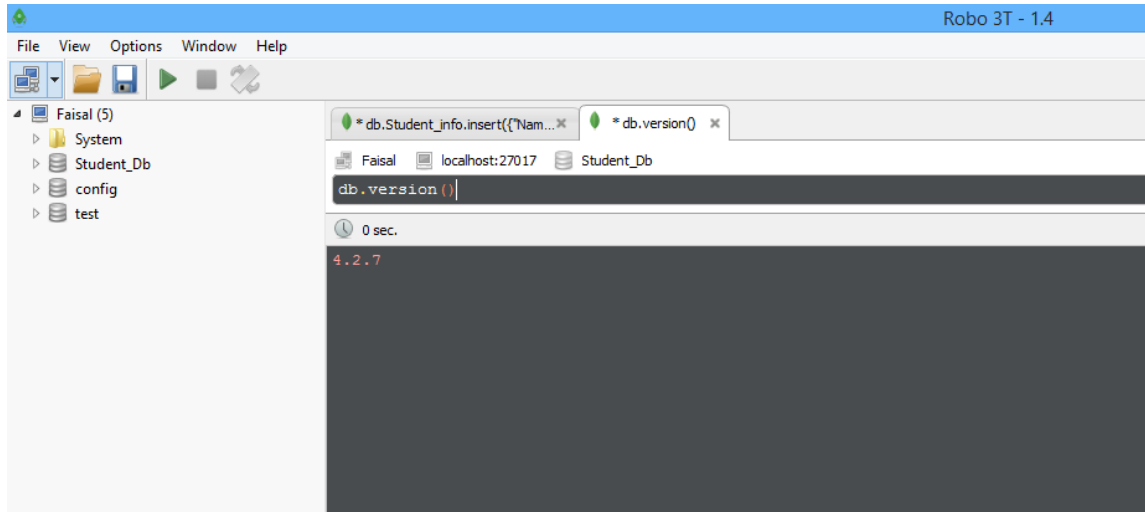 Robo 3T - 1.4
File View Options Window Help
Faisal (5)
System
Student_Db
config
test
* db.Student_info.insert({"Nam... * db.version()
Faisal localhost:27017 Student_Db
db.version()
0 sec.
4.2.7